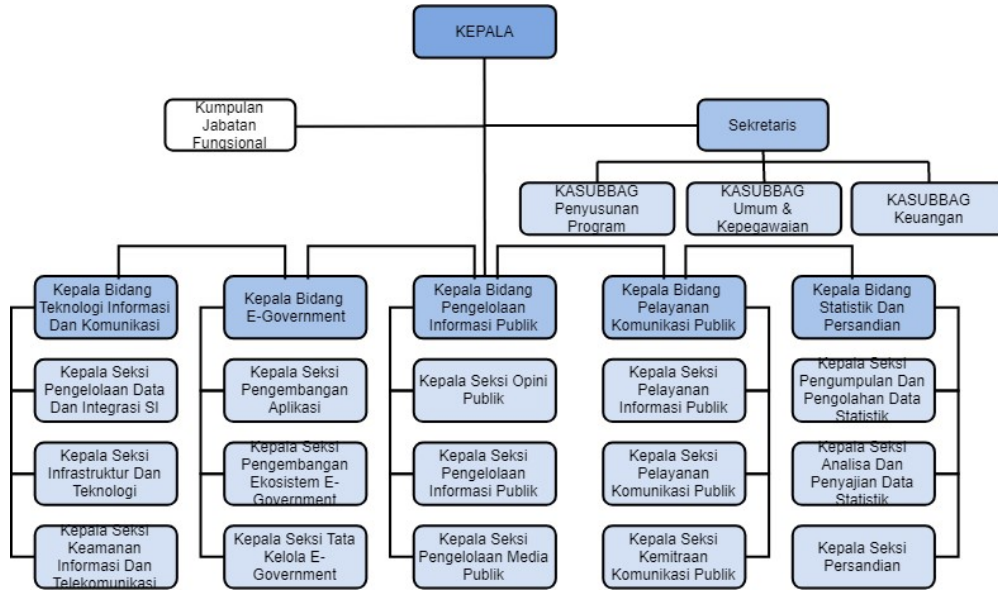 KEPALA
Kumpulan
Jabatan
Fungsional
Sekretaris
KASUBBAG
Penyusunan
Program
KASUBBAG
Umum &
Kepegawaian
KASUBBAG
Keuangan
Kepala Bidang
Teknologi Informasi
Dan Komunikasi
Kepala Bidang
E-Government
Kepala Bidang
Pengelolaan
Informasi Publik
Kepala Bidang
Pelayanan
Komunikasi Publik
Kepala Bidang
Statistik Dan
Persandian
Kepala Seksi
Pengelolaan Data
Dan Integrasi SI
Kepala Seksi
Pengembangan
Aplikasi
Kepala Seksi Opini
Publik
Kepala Seksi
Pelayanan
Informasi Publik
Kepala Seksi
Pengumpulan Dan
Pengolahan Data
Statistik
Kepala Seksi
Infrastruktur Dan
Teknologi
Kepala Seksi
Pengembangan
Ekosistem E-
Government
Kepala Seksi
Pengelolaan
Informasi Publik
Kepala Seksi
Pelayanan
Komunikasi Publik
Kepala Seksi
Analisa Dan
Penyajian Data
Statistik
Kepala Seksi
Keamanan
Informasi Dan
Telekomunikasi
Kepala Seksi Tata
Kelola E-
Government
Kepala Seksi
Pengelolaan Media
Publik
Kepala Seksi
Kemitraan
Komunikasi Publik
Kepala Seksi
Persandian